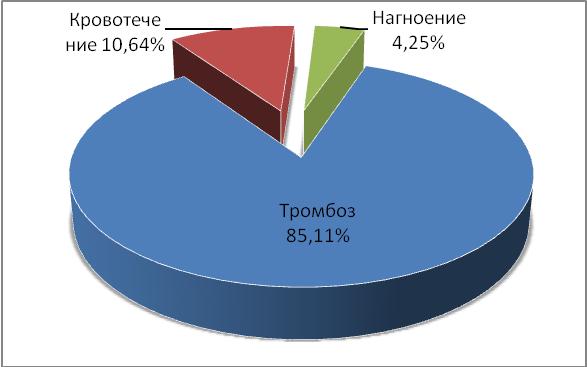 Кровотече
ние 10,64%
Нагноение
4,25%
Тромбоз
85,11%